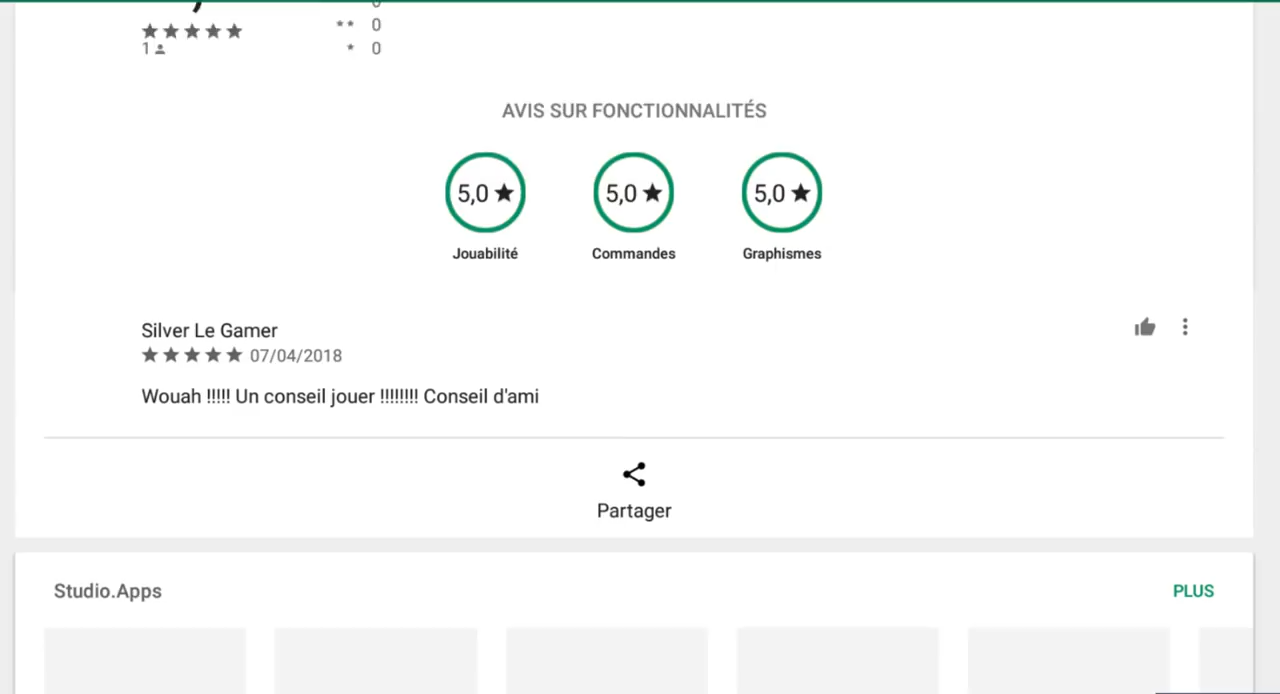 0
★★★★★
** 0
1
* 0
AVIS SUR FONCTIONNALITÉS
5,0 ★ 5,0 ★ 5,0 ★
Jouabilité Commandes Graphismes
Silver Le Gamer
★★★★★ 07/04/2018
Wouah !!!!! Un conseil jouer !!!!!!!! Conseil d'ami
Partager
Studio.Apps PLUS